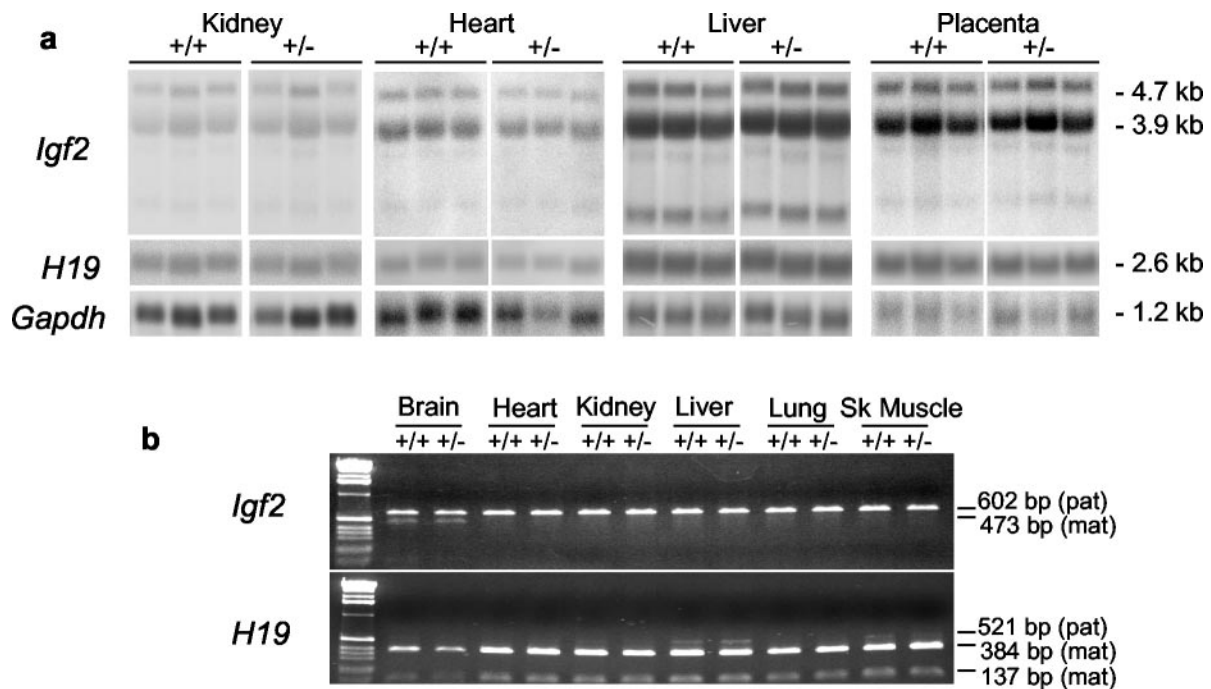 a
Kidney Heart Liver Placenta
+/+ +/- +/+ +/- +/+ +/- +/+ +/-
- 4.7 kb
- 3.9 kb
Igf2
H19 - 2.6 kb
Gapdh - 1.2 kb
b
Brain Heart Kidney Liver Lung Sk Muscle
+/+ +/- +/+ +/- +/+ +/- +/+ +/- +/+ +/- +/+ +/-
Igf2 602 bp (pat)
473 bp (mat)
521 bp (pat)
H19 384 bp (mat)
137 bp (mat)